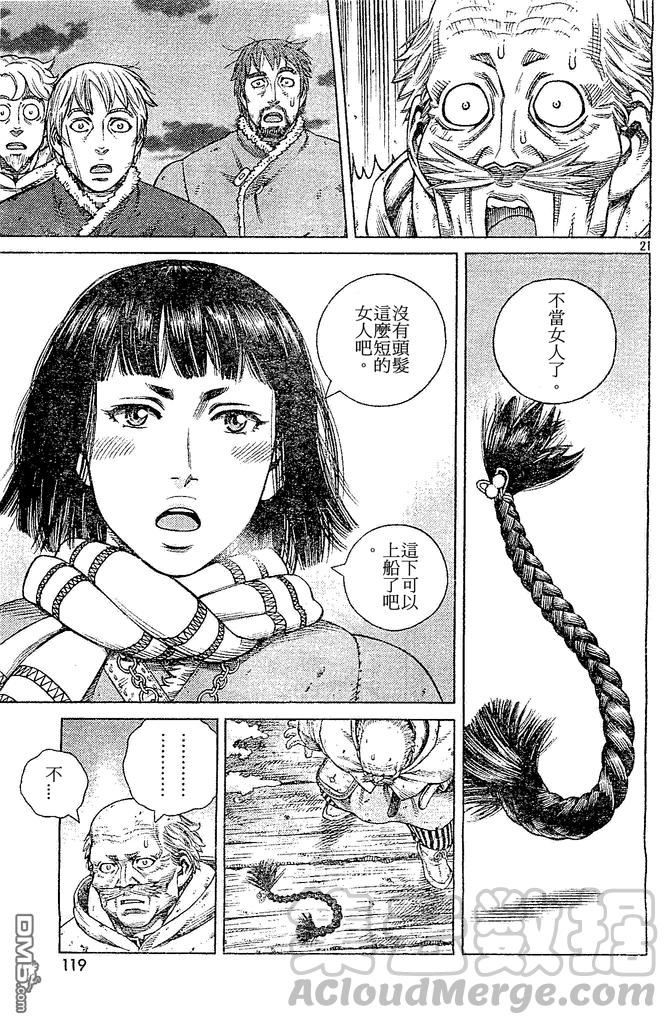 21
不當女人了。
沒有頭髮
這麼短的
女人吧。
這下可以
上船了吧
。
…………
不…
119
DM5.com
ACloudMerge.com